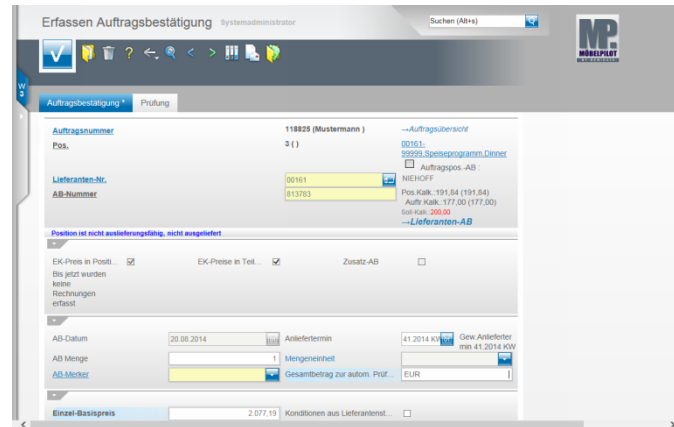 Erfassen Auftragsbestätigung Systemadministrator Suchen (Alt+s)
MP.
MÖBELPILOT
W
3
Auftragsbestätigung * Prüfung
Auftragsnummer 118825 (Mustermann ) →Auftragsübersicht
Pos. 3 ( ) 00161-
99999.Speiseprogramm.Dinner
Auftragspos.-AB :
Lieferanten-Nr. 00161 NIEHOFF
AB-Nummer 813783 Pos.Kalk.:191,84 (191,84)
Auftr.Kalk.:177,00 (177,00)
Soll-Kalk.:200,00
→Lieferanten-AB
Position ist nicht auslieferungsfähig, nicht ausgeliefert
EK-Preis in Positi... EK-Preise in Teil... Zusatz-AB
Bis jetzt wurden
keine
Rechnungen
erfasst
AB-Datum 20.08.2014 Anliefertermin 41.2014 KW Gew.Anlieferter
min 41.2014 KW
AB Menge 1 Mengeneinheit
AB-Merker Gesamtbetrag zur autom. Prüf... EUR
Einzel-Basispreis 2.077,19 Konditionen aus Lieferantenst...